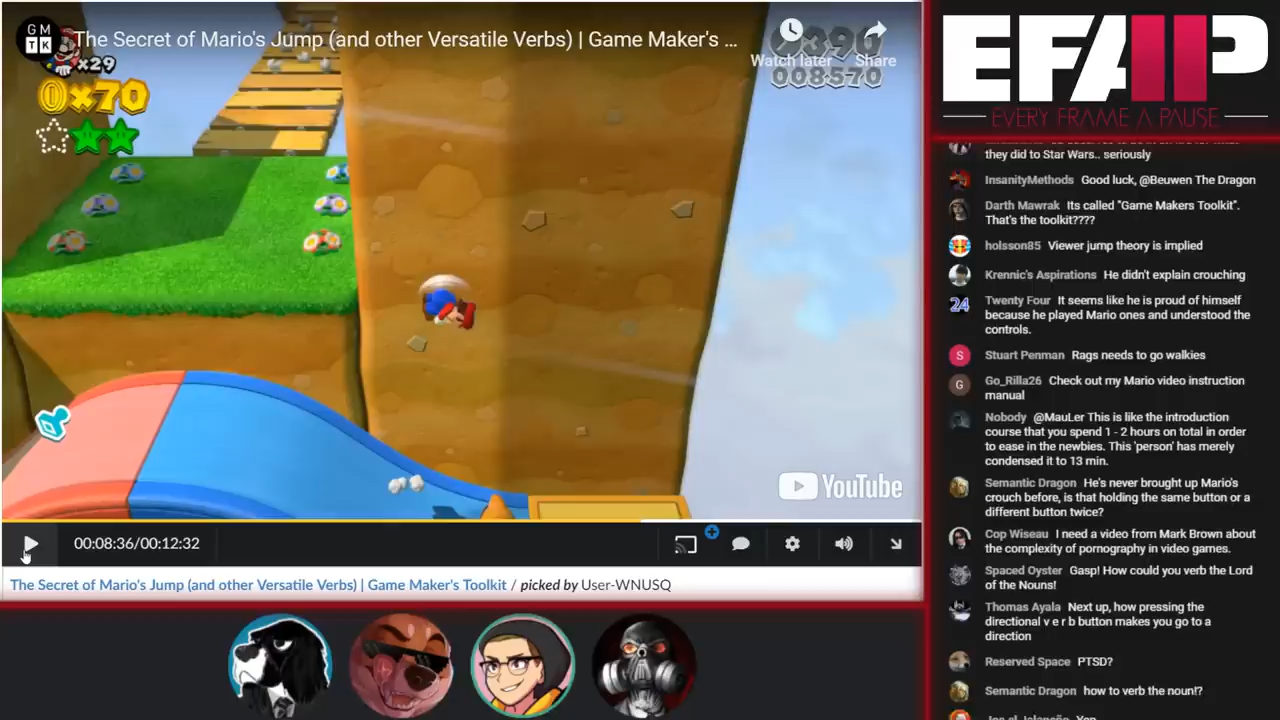 GM
TK
The Secret of Mario's Jump (and other Versatile Verbs) | Game Maker's ...
Watch later
Share
x29
0x70
008570
YouTube
00:08:36/00:12:32
The Secret of Mario's Jump (and other Versatile Verbs) | Game Maker's Toolkit / picked by User-WNUSQ
EFAP
EVERY FRAME A PAUSE
they did to Star Wars.. seriously
InsanityMethods Good luck, @Beuwen The Dragon
Darth Mawrak Its called "Game Makers Toolkit".
That's the toolkit????
holsson85 Viewer jump theory is implied
Krennic's Aspirations He didn't explain crouching
24
Twenty Four It seems like he is proud of himself
because he played Mario ones and understood the
controls.
S
Stuart Penman Rags needs to go walkies
G
Go_Rilla26 Check out my Mario video instruction
manual
Nobody @MauLer This is like the introduction
course that you spend 1 - 2 hours on total in order
to ease in the newbies. This 'person' has merely
condensed it to 13 min.
Semantic Dragon He's never brought up Mario's
crouch before, is that holding the same button or a
different button twice?
Cop Wiseau I need a video from Mark Brown about
the complexity of pornography in video games.
Spaced Oyster Gasp! How could you verb the Lord
of the Nouns!
Thomas Ayala Next up, how pressing the
directional v e r b button makes you go to a
direction
Reserved Space PTSD?
Semantic Dragon how to verb the noun!?